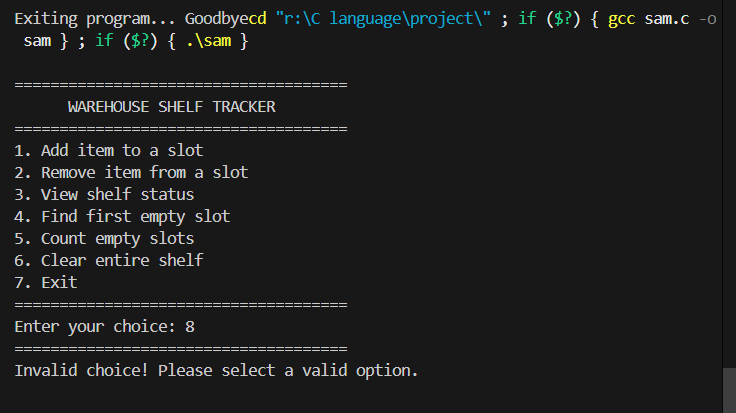 Exiting program... Goodbyecd "r:\C language\project\" ; if ($?) { gcc sam.c -o
sam } ; if ($?) { .\sam }
=====================================
WAREHOUSE SHELF TRACKER
=====================================
1. Add item to a slot
2. Remove item from a slot
3. View shelf status
4. Find first empty slot
5. Count empty slots
6. Clear entire shelf
7. Exit
=====================================
Enter your choice: 8
=====================================
Invalid choice! Please select a valid option.